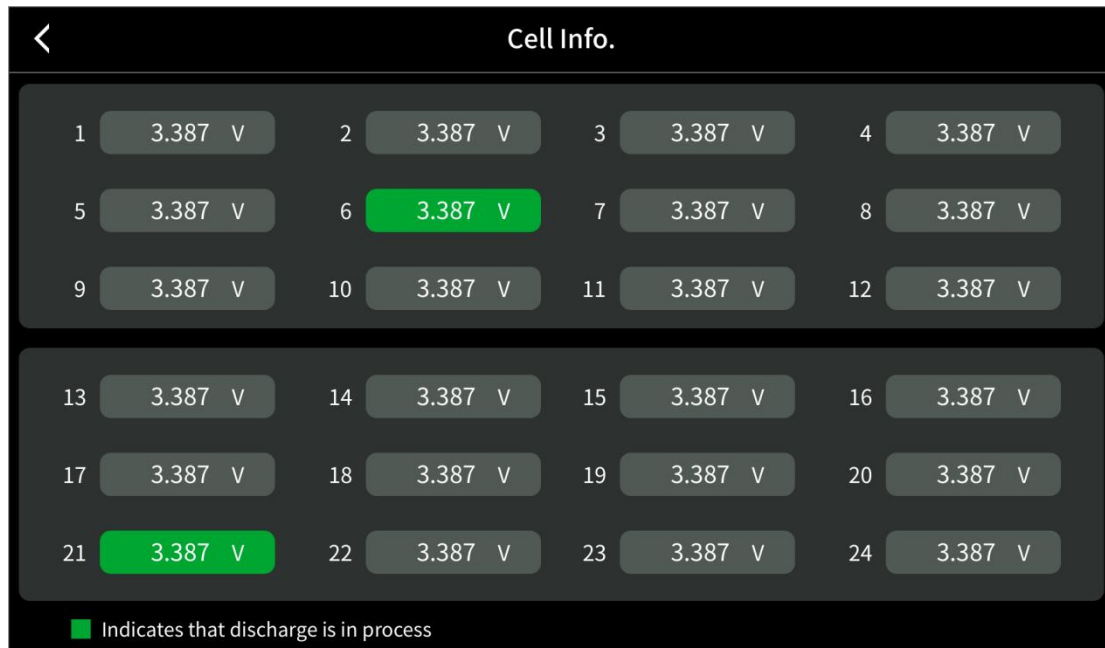 Cell Info.
1 3.387 V 2 3.387 V 3 3.387 V 4 3.387 V
5 3.387 V 6 3.387 V 7 3.387 V 8 3.387 V
9 3.387 V 10 3.387 V 11 3.387 V 12 3.387 V
13 3.387 V 14 3.387 V 15 3.387 V 16 3.387 V
17 3.387 V 18 3.387 V 19 3.387 V 20 3.387 V
21 3.387 V 22 3.387 V 23 3.387 V 24 3.387 V
Indicates that discharge is in process